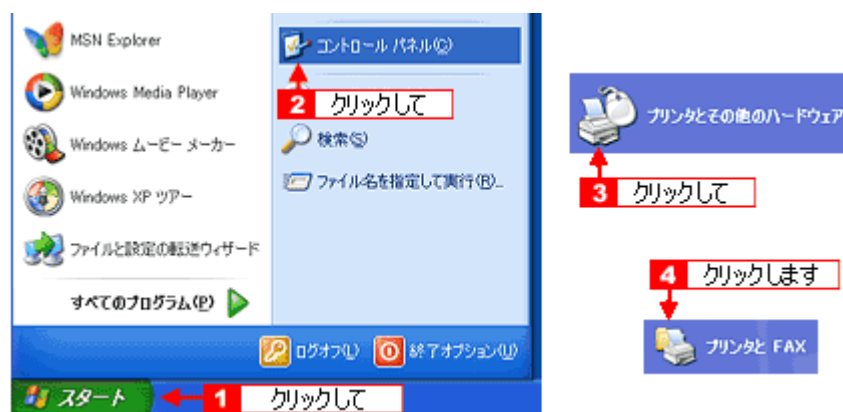 MSN Explorer
Windows Media Player
Windows ムービー メーカー
Windows XP ツアー
ファイルと設定の転送ウィザード
すべてのプログラム(P)
コントロール パネル(C)
2 クリックして
検索(S)
ファイル名を指定して実行(R)...
ログオフ(L)
終了オプション(U)
スタート
1 クリックして
プリンタとその他のハードウェア
3 クリックして
4 クリックします
プリンタと FAX